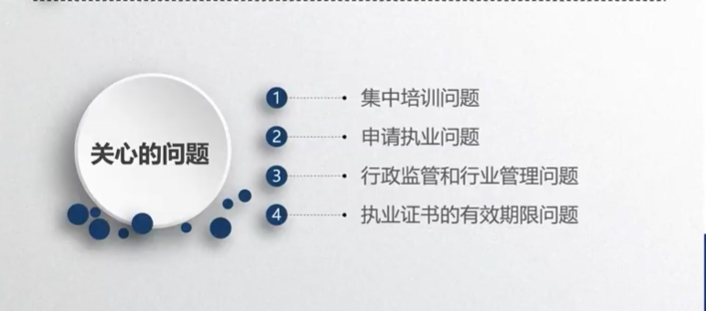 关心的问题
1 集中培训问题
2 申请执业问题
3 行政监管和行业管理问题
4 执业证书的有效期限问题